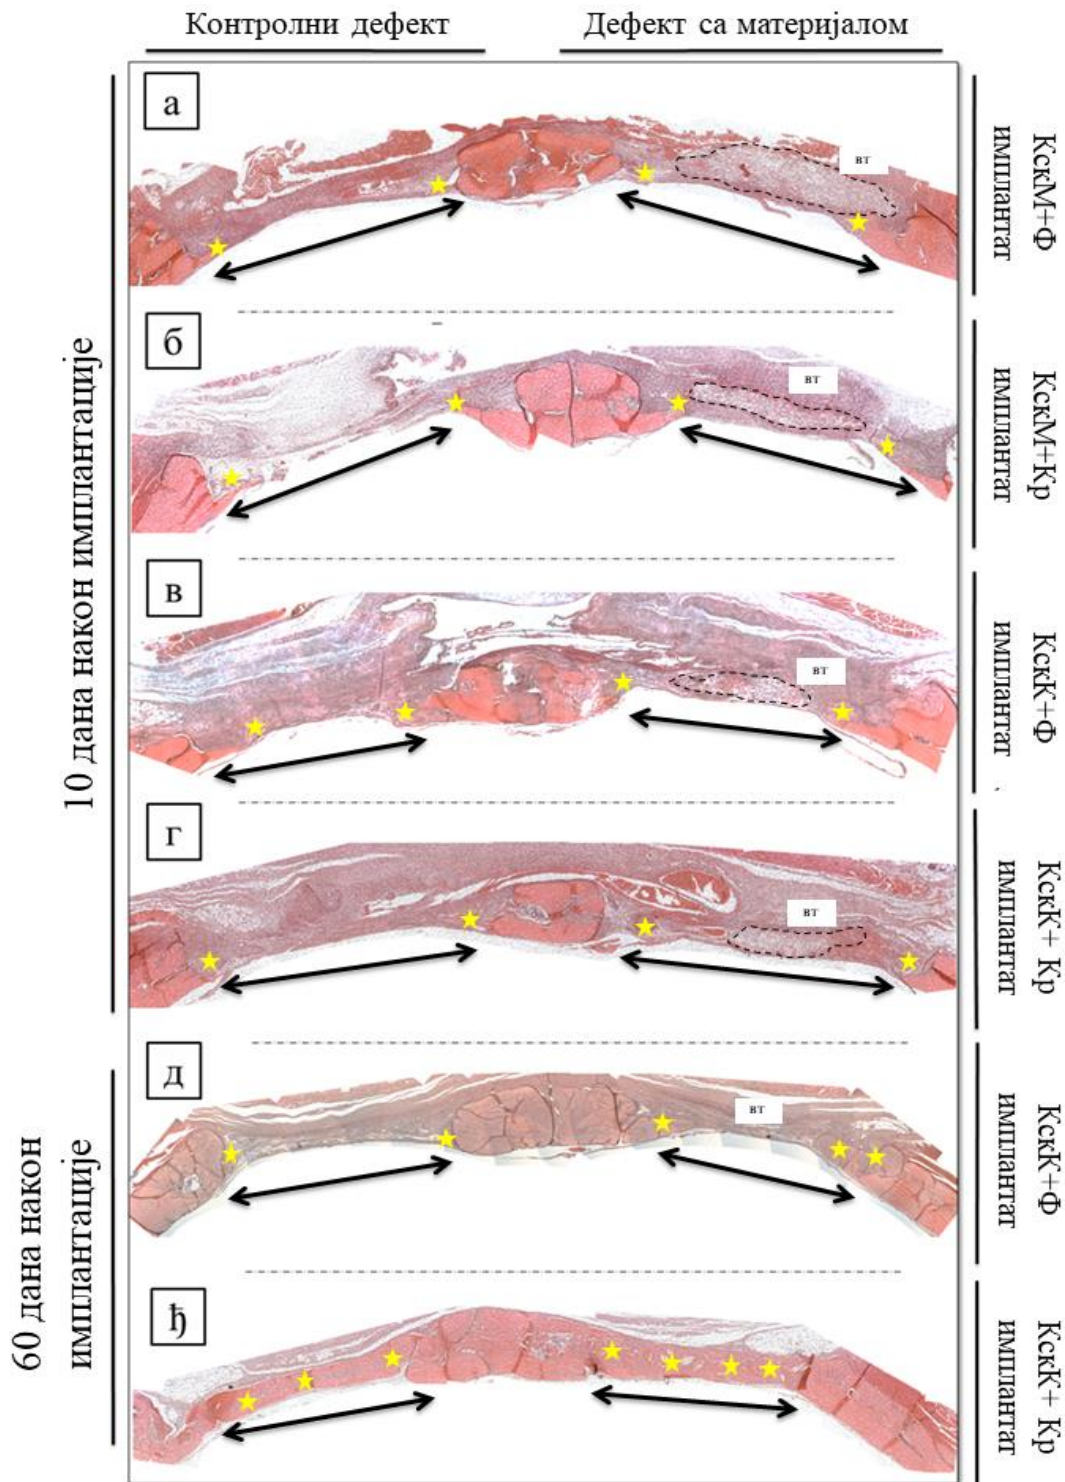 Контролни дефект
Дефект са материјалом
10 дана након имплантације
60 дана након
имплантације
а
вт
КскМ+Ф
имплантат
б
вт
КскМ+Кр
имплантат
в
вт
КскК+Ф
имплантат
г
вт
КскК+ Кр
имплантат
д
вт
КскК+Ф
имплантат
ђ
КскК+ Кр
имплантат